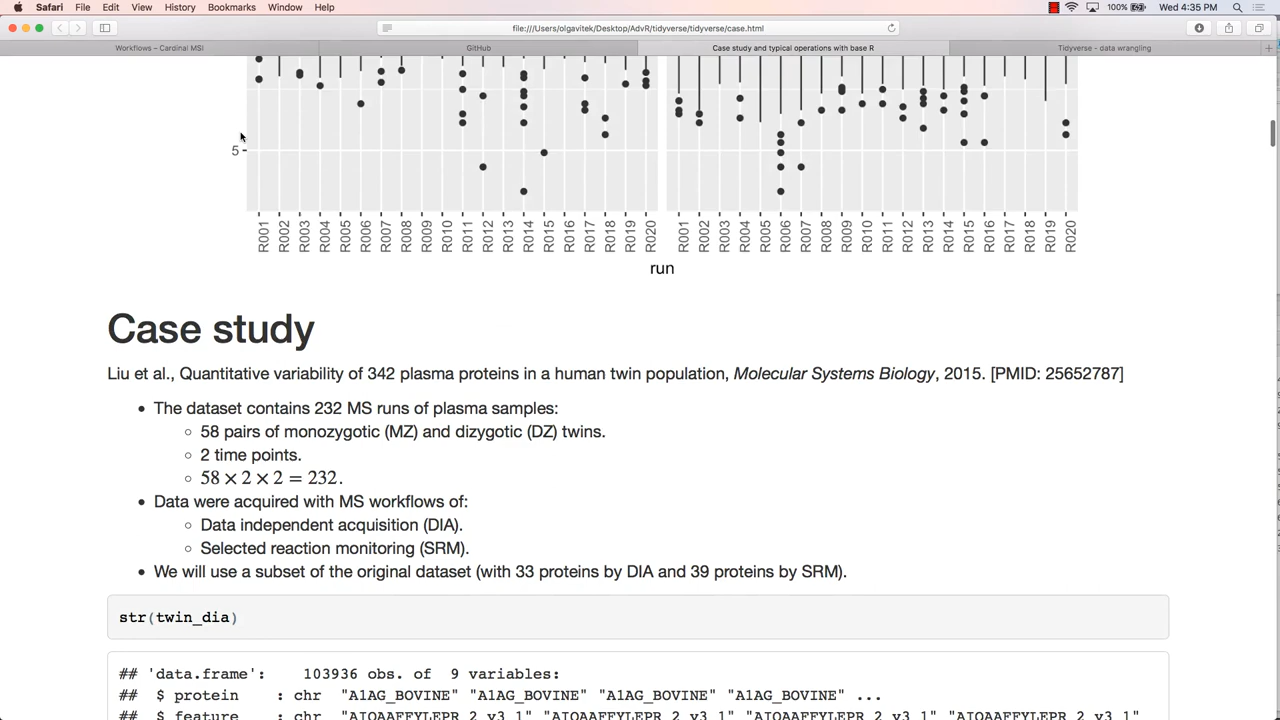 Safari File Edit View History Bookmarks Window Help 100% Wed 4:35 PM
file:///Users/olgavitek/Desktop/AdvR/tidyverse/tidyverse/case.html
Workflows – Cardinal MSI GitHub Case study and typical operations with base R Tidyverse - data wrangling
5
R001 R002 R003 R004 R005 R006 R007 R008 R009 R010 R011 R012 R013 R014 R015 R016 R017 R018 R019 R020 R001 R002 R003 R004 R005 R006 R007 R008 R009 R010 R011 R012 R013 R014 R015 R016 R017 R018 R019 R020
run
Case study
Liu et al., Quantitative variability of 342 plasma proteins in a human twin population, Molecular Systems Biology, 2015. [PMID: 25652787]
• The dataset contains 232 MS runs of plasma samples:
◦ 58 pairs of monozygotic (MZ) and dizygotic (DZ) twins.
◦ 2 time points.
◦ 58 × 2 × 2 = 232.
• Data were acquired with MS workflows of:
◦ Data independent acquisition (DIA).
◦ Selected reaction monitoring (SRM).
• We will use a subset of the original dataset (with 33 proteins by DIA and 39 proteins by SRM).
str(twin_dia)
## 'data.frame': 103936 obs. of 9 variables:
## $ protein : chr "A1AG_BOVINE" "A1AG_BOVINE" "A1AG_BOVINE" "A1AG_BOVINE" ...
## $ feature : chr "AIQAAFFYLEPR_2_y3_1" "AIQAAFFYLEPR_2_y3_1" "AIQAAFFYLEPR_2_y3_1" "AIQAAFFYLEPR_2_y3_1"